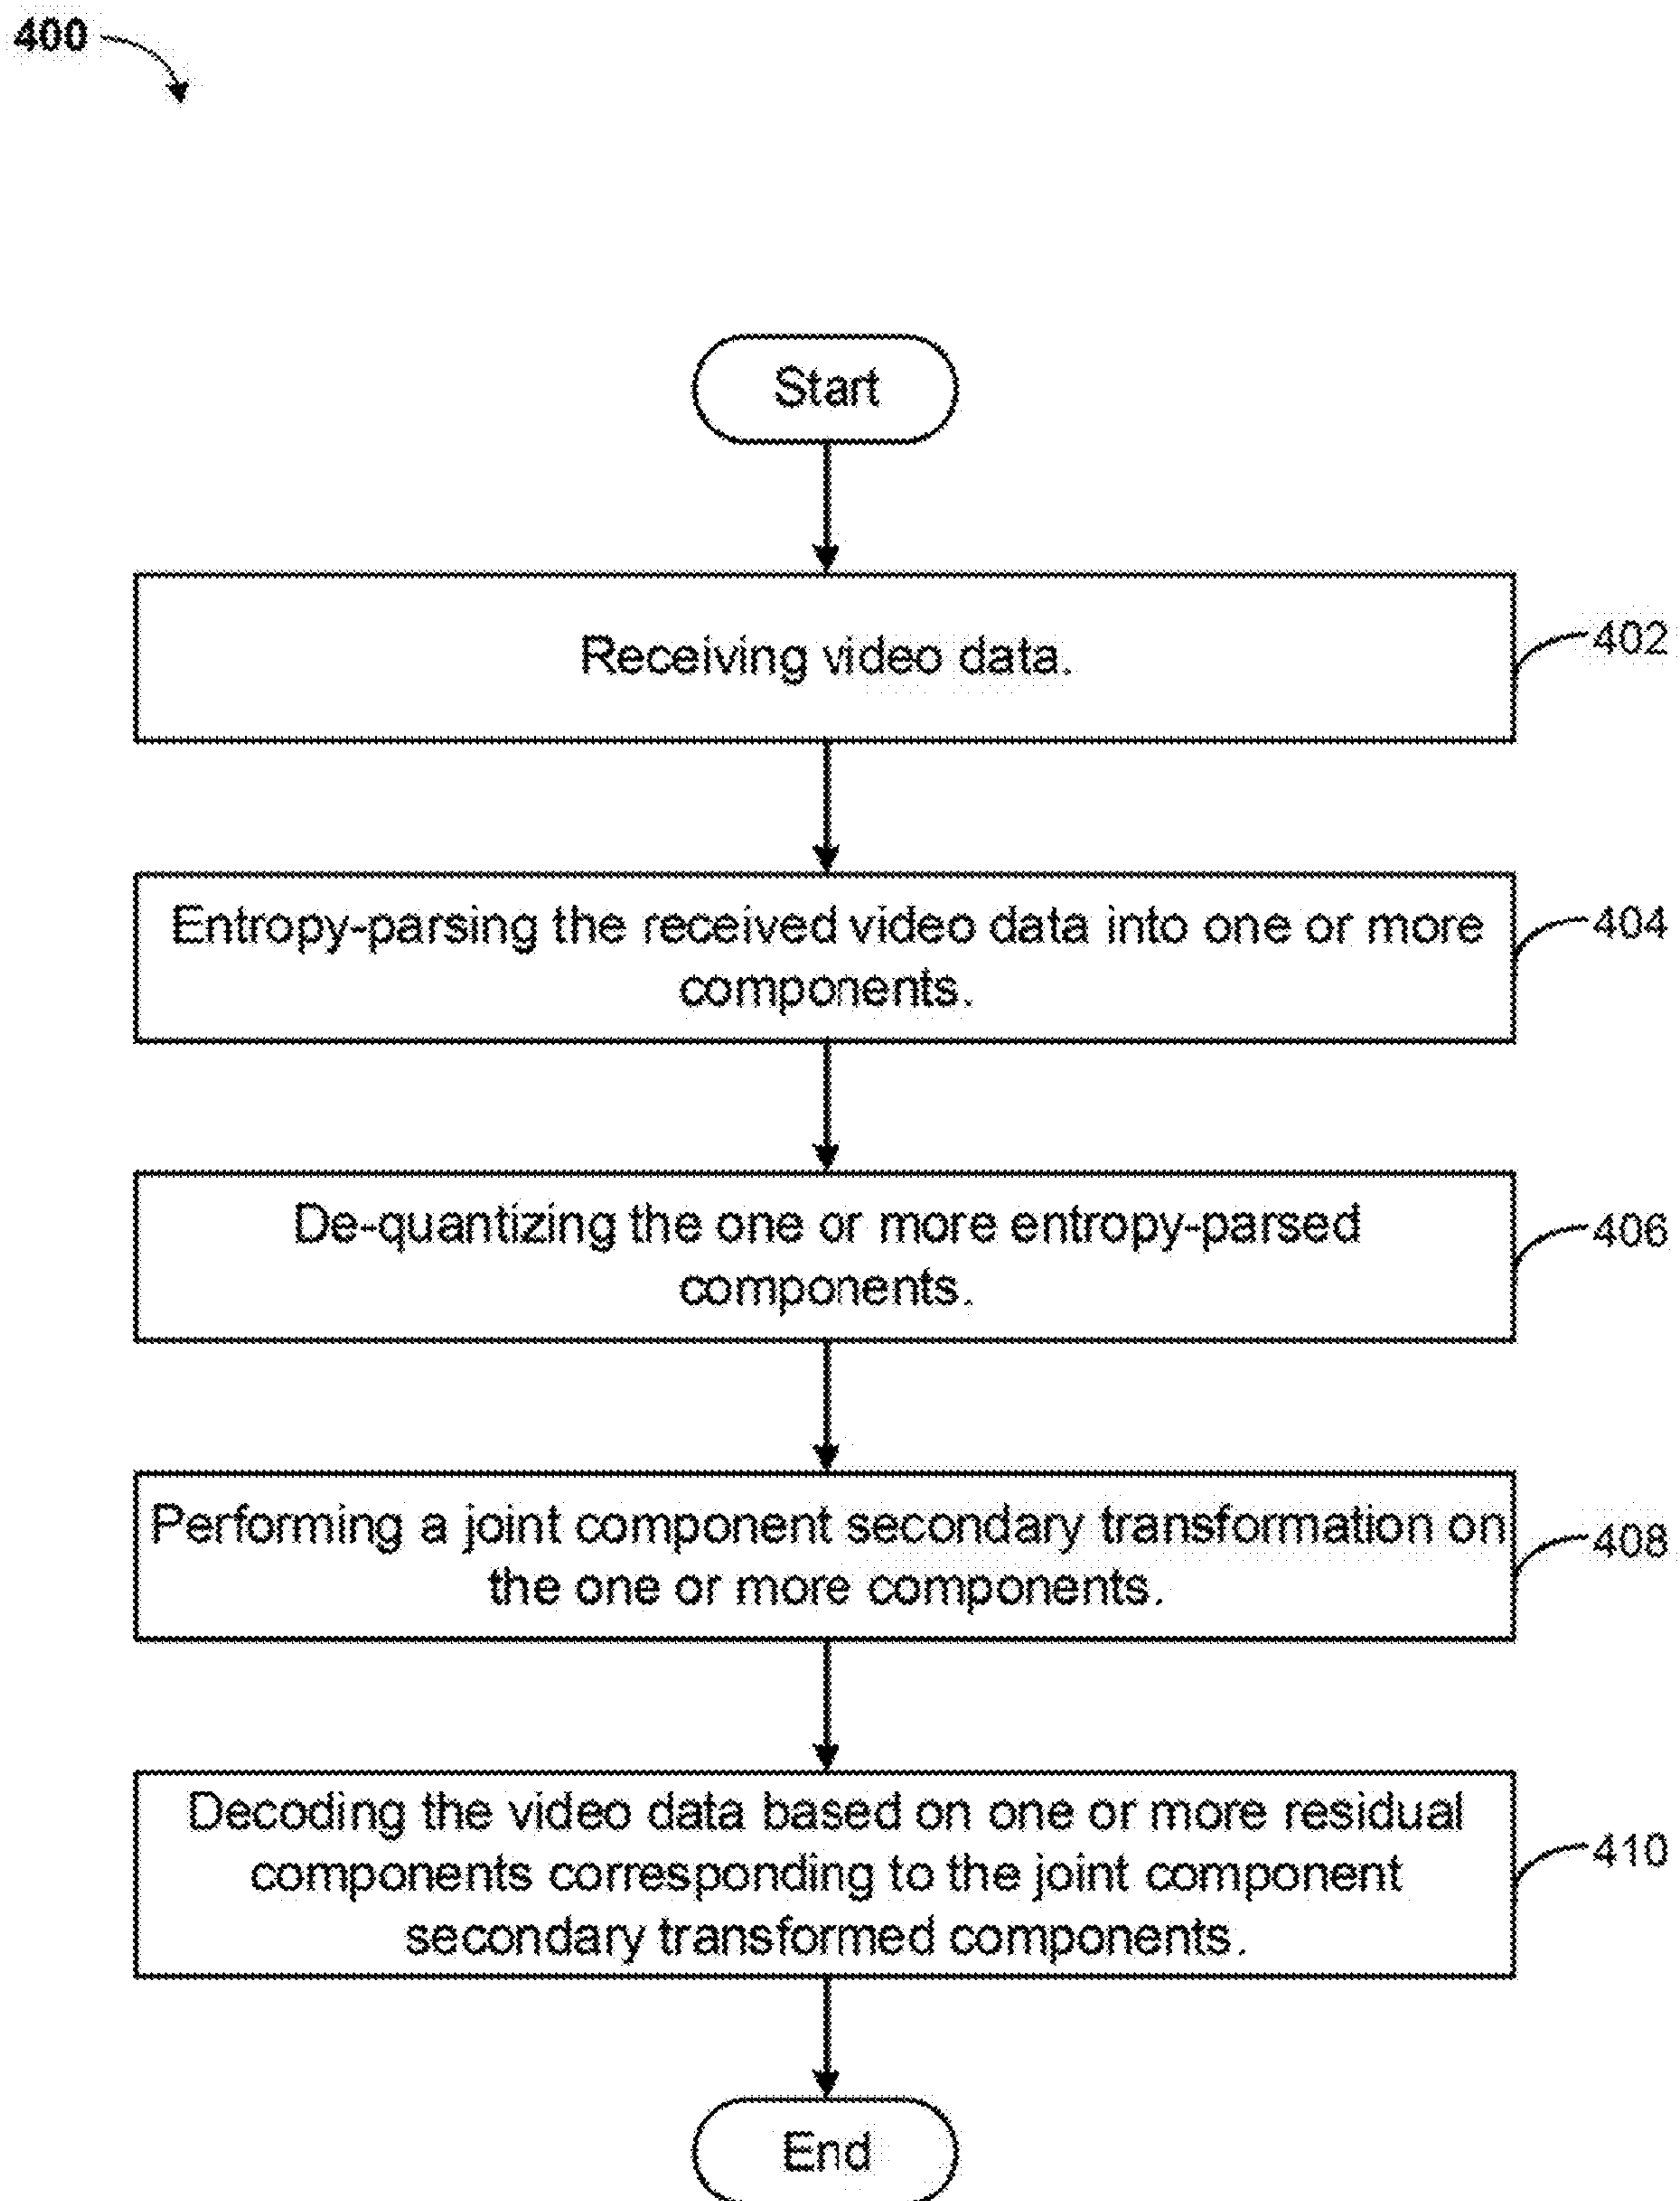 400
Start
Receiving video data.
402
Entropy-parsing the received video data into one or more
components.
404
De-quantizing the one or more entropy-parsed
components.
406
Performing a joint component secondary transformation on
the one or more components.
408
Decoding the video data based on one or more residual
components corresponding to the joint component
secondary transformed components.
410
End